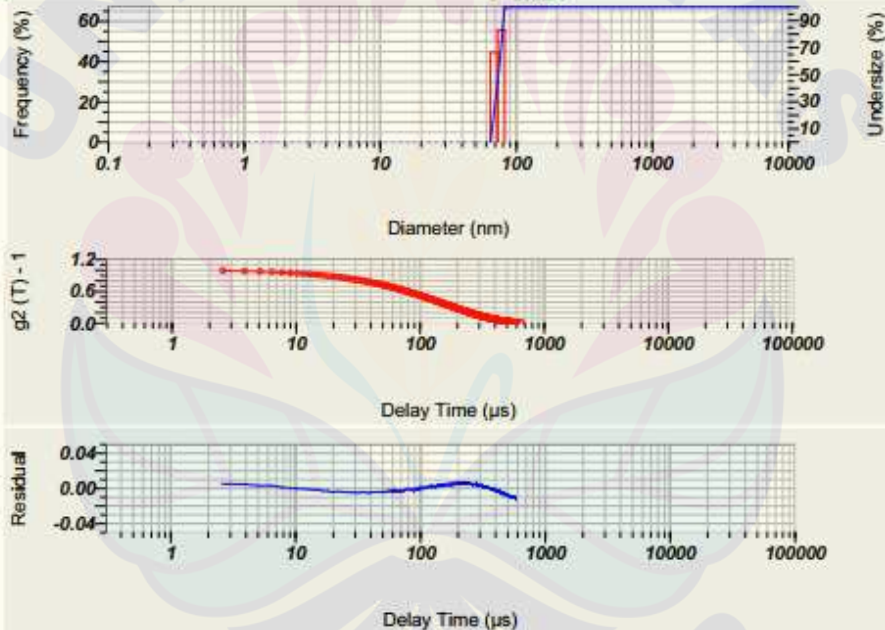 Frequency (%)
60
40
20
0
90
70
50
30
10
Undersize (%)
0.1 1 10 100 1000 10000
Diameter (nm)
g2 (T) - 1
1.2
0.6
0.0
1 10 100 1000 10000 100000
Delay Time (µs)
Residual
0.04
0.00
-0.04
1 10 100 1000 10000 100000
Delay Time (µs)